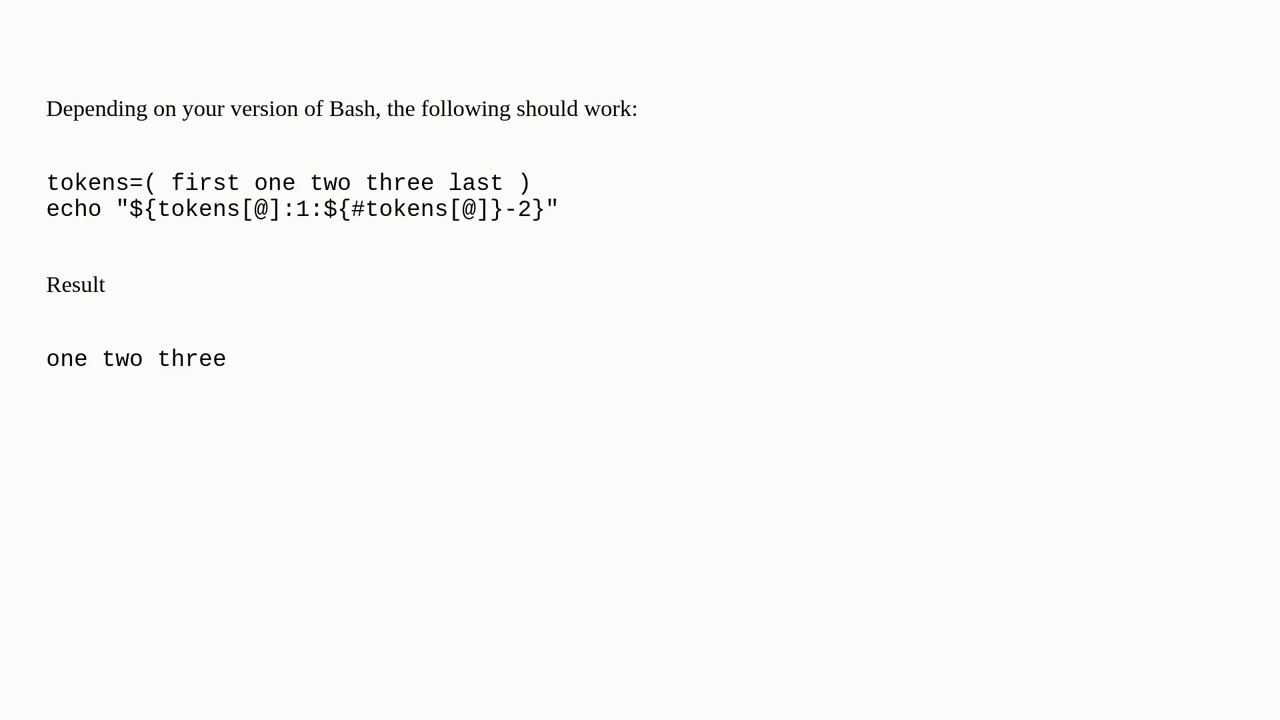 Depending on your version of Bash, the following should work:
tokens=( first one two three last )
echo "${tokens[@]:1:${#tokens[@]}-2}"
Result
one two three